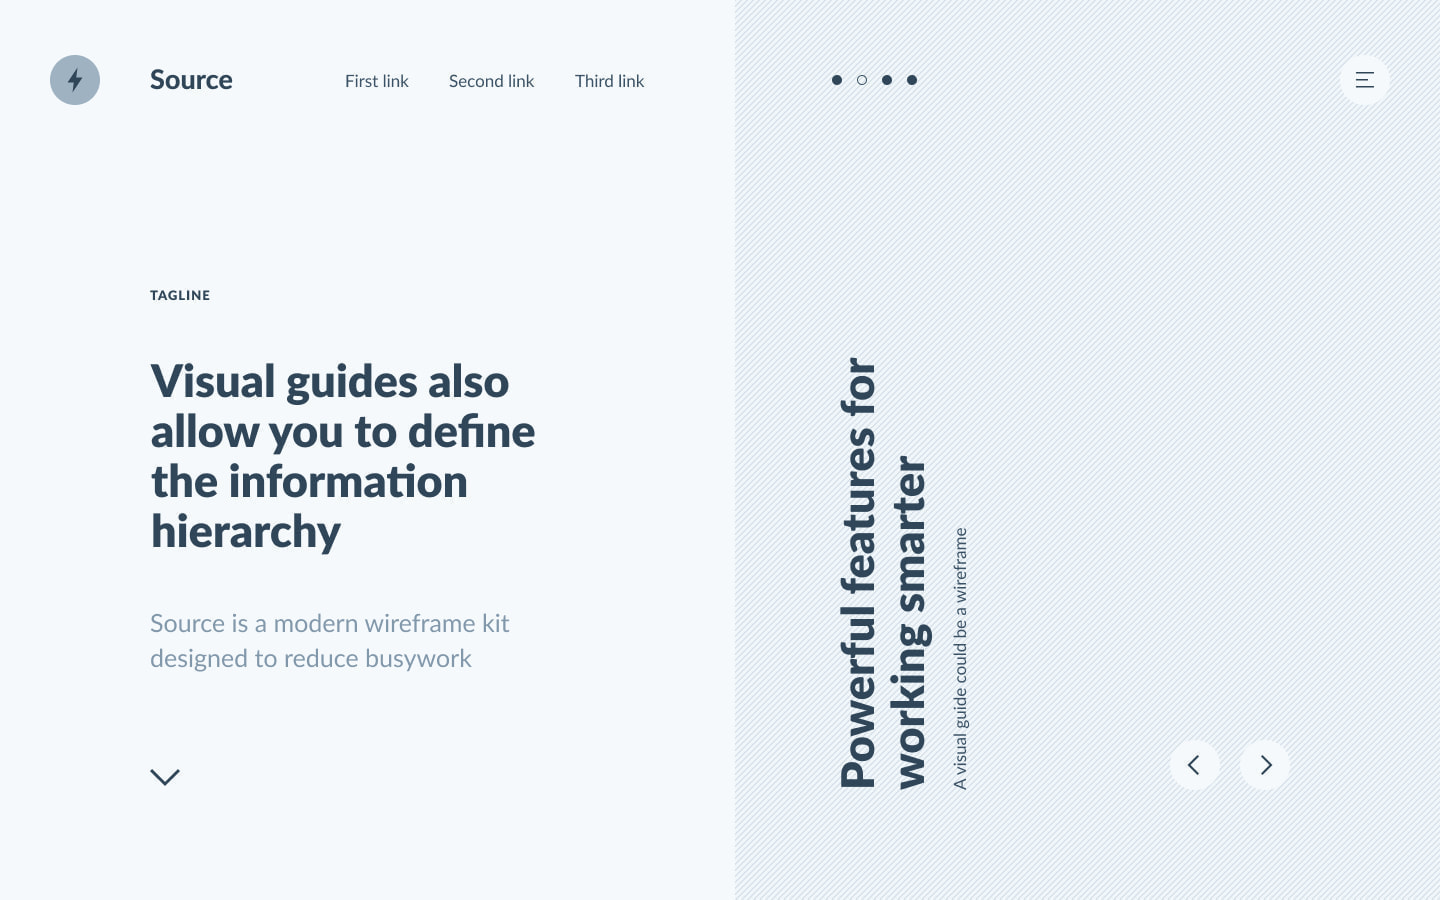 Source
First link
Second link
Third link
TAGLINE
Visual guides also
allow you to define
the information
hierarchy
Source is a modern wireframe kit
designed to reduce busywork
Powerful features for
working smarter
A visual guide could be a wireframe